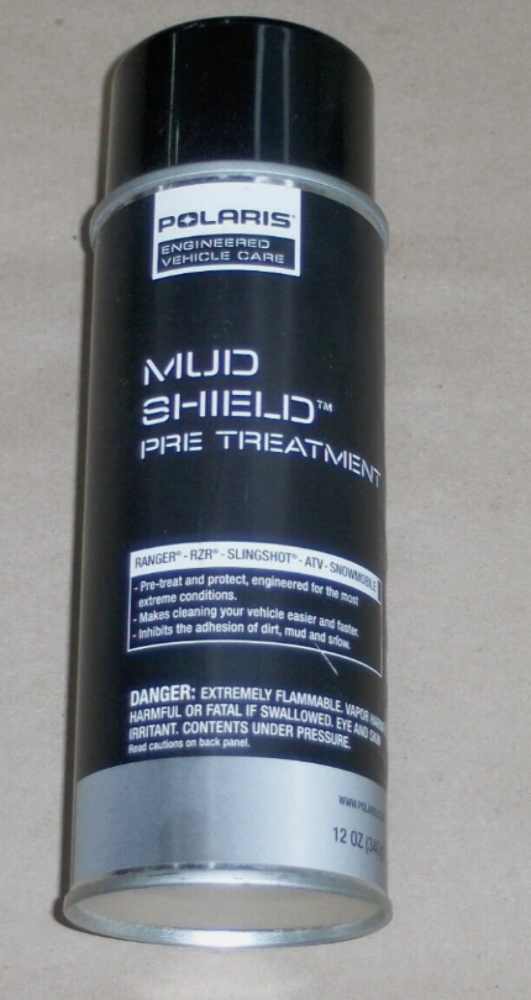 POLARIS®
ENGINEERED
VEHICLE CARE
MUD
SHIELD™
PRE TREATMENT
RANGER® - RZR® - SLINGSHOT® - ATV - SNOWMOBILE
- Pre-treat and protect, engineered for the most
extreme conditions.
- Makes cleaning your vehicle easier and faster.
- Inhibits the adhesion of dirt, mud and snow.
DANGER: EXTREMELY FLAMMABLE. VAPOR
HARMFUL OR FATAL IF SWALLOWED. EYE AND SKIN
IRRITANT. CONTENTS UNDER PRESSURE.
Read cautions on back panel.
12 OZ